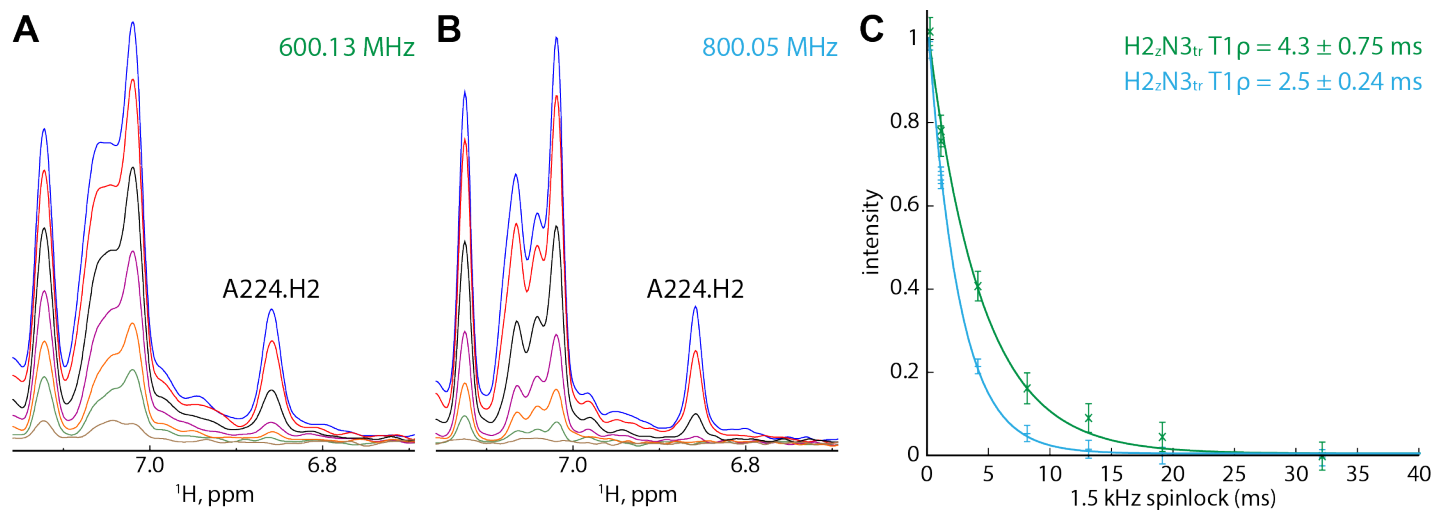 A
600.13 MHz
A224.H2
7.0
6.8
¹H, ppm
B
800.05 MHz
A224.H2
7.0
6.8
¹H, ppm
C
H2zN3tr T1ρ = 4.3 ± 0.75 ms
H2zN3tr T1ρ = 2.5 ± 0.24 ms
intensity
1
0.8
0.6
0.4
0.2
0
0 5 10 15 20 25 30 35 40
1.5 kHz spinlock (ms)